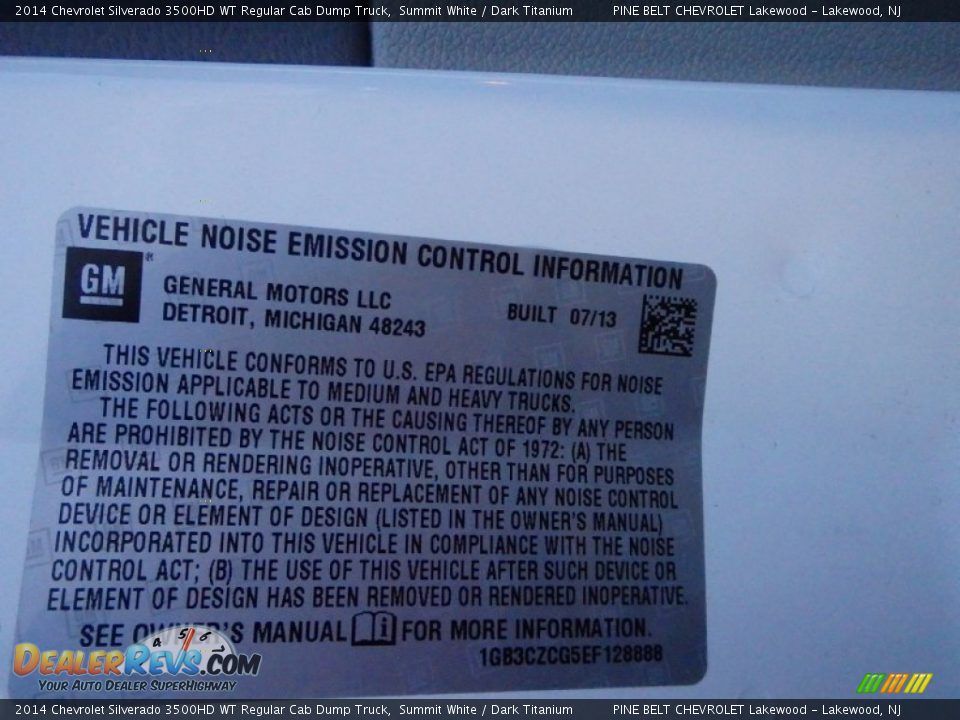 2014 Chevrolet Silverado 3500HD WT Regular Cab Dump Truck, Summit White / Dark Titanium PINE BELT CHEVROLET Lakewood – Lakewood, NJ
VEHICLE NOISE EMISSION CONTROL INFORMATION
GM®
GENERAL MOTORS LLC
DETROIT, MICHIGAN 48243
BUILT 07/13
THIS VEHICLE CONFORMS TO U.S. EPA REGULATIONS FOR NOISE
EMISSION APPLICABLE TO MEDIUM AND HEAVY TRUCKS.
THE FOLLOWING ACTS OR THE CAUSING THEREOF BY ANY PERSON
ARE PROHIBITED BY THE NOISE CONTROL ACT OF 1972: (A) THE
REMOVAL OR RENDERING INOPERATIVE, OTHER THAN FOR PURPOSES
OF MAINTENANCE, REPAIR OR REPLACEMENT OF ANY NOISE CONTROL
DEVICE OR ELEMENT OF DESIGN (LISTED IN THE OWNER'S MANUAL)
INCORPORATED INTO THIS VEHICLE IN COMPLIANCE WITH THE NOISE
CONTROL ACT; (B) THE USE OF THIS VEHICLE AFTER SUCH DEVICE OR
ELEMENT OF DESIGN HAS BEEN REMOVED OR RENDERED INOPERATIVE.
SEE OWNER'S MANUAL FOR MORE INFORMATION.
1GB3CZCG5EF128888
4 5 6
DealerRevs.com
Your Auto Dealer SuperHighway
2014 Chevrolet Silverado 3500HD WT Regular Cab Dump Truck, Summit White / Dark Titanium PINE BELT CHEVROLET Lakewood – Lakewood, NJ